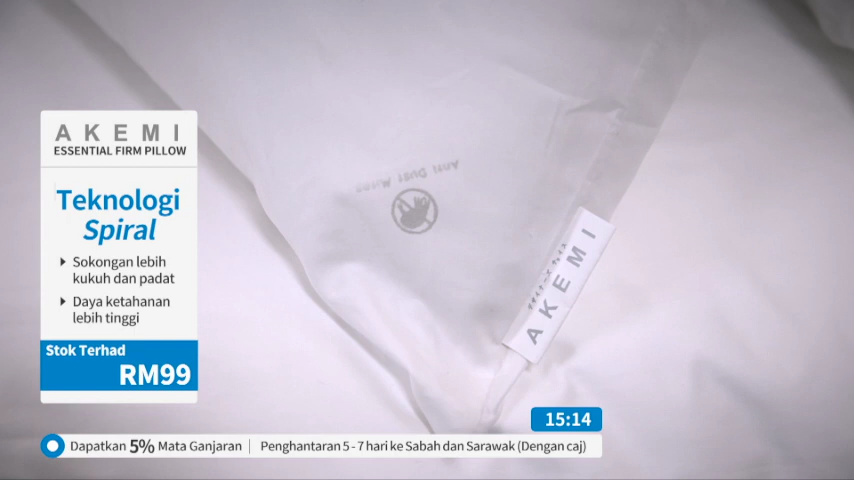 AKEMI
ESSENTIAL FIRM PILLOW
Teknologi
Spiral
Sokongan lebih
kukuh dan padat
Daya ketahanan
lebih tinggi
Stok Terhad
RM99
Anti Dust Mites
AKEMI
15:14
Dapatkan 5% Mata Ganjaran
Penghantaran 5 - 7 hari ke Sabah dan Sarawak (Dengan caj)